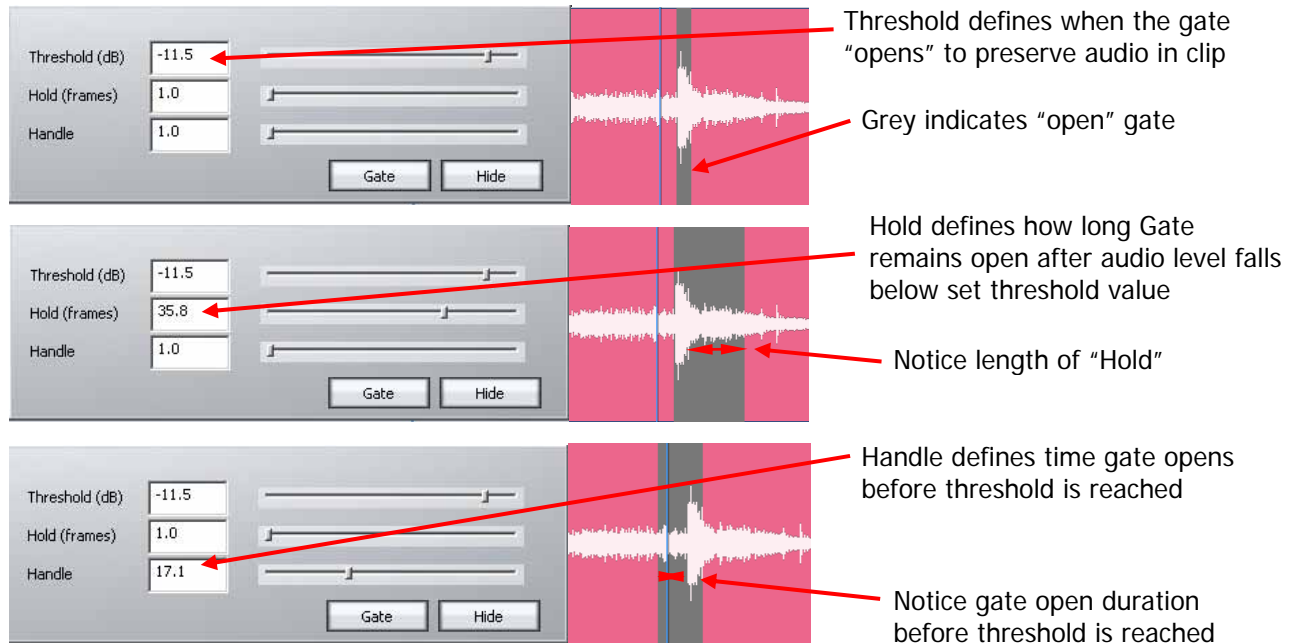 Threshold (dB) -11.5
Hold (frames) 1.0
Handle 1.0
Gate Hide
Threshold defines when the gate
“opens” to preserve audio in clip
Grey indicates “open” gate
Threshold (dB) -11.5
Hold (frames) 35.8
Handle 1.0
Gate Hide
Hold defines how long Gate
remains open after audio level falls
below set threshold value
Notice length of “Hold”
Threshold (dB) -11.5
Hold (frames) 1.0
Handle 17.1
Gate Hide
Handle defines time gate opens
before threshold is reached
Notice gate open duration
before threshold is reached